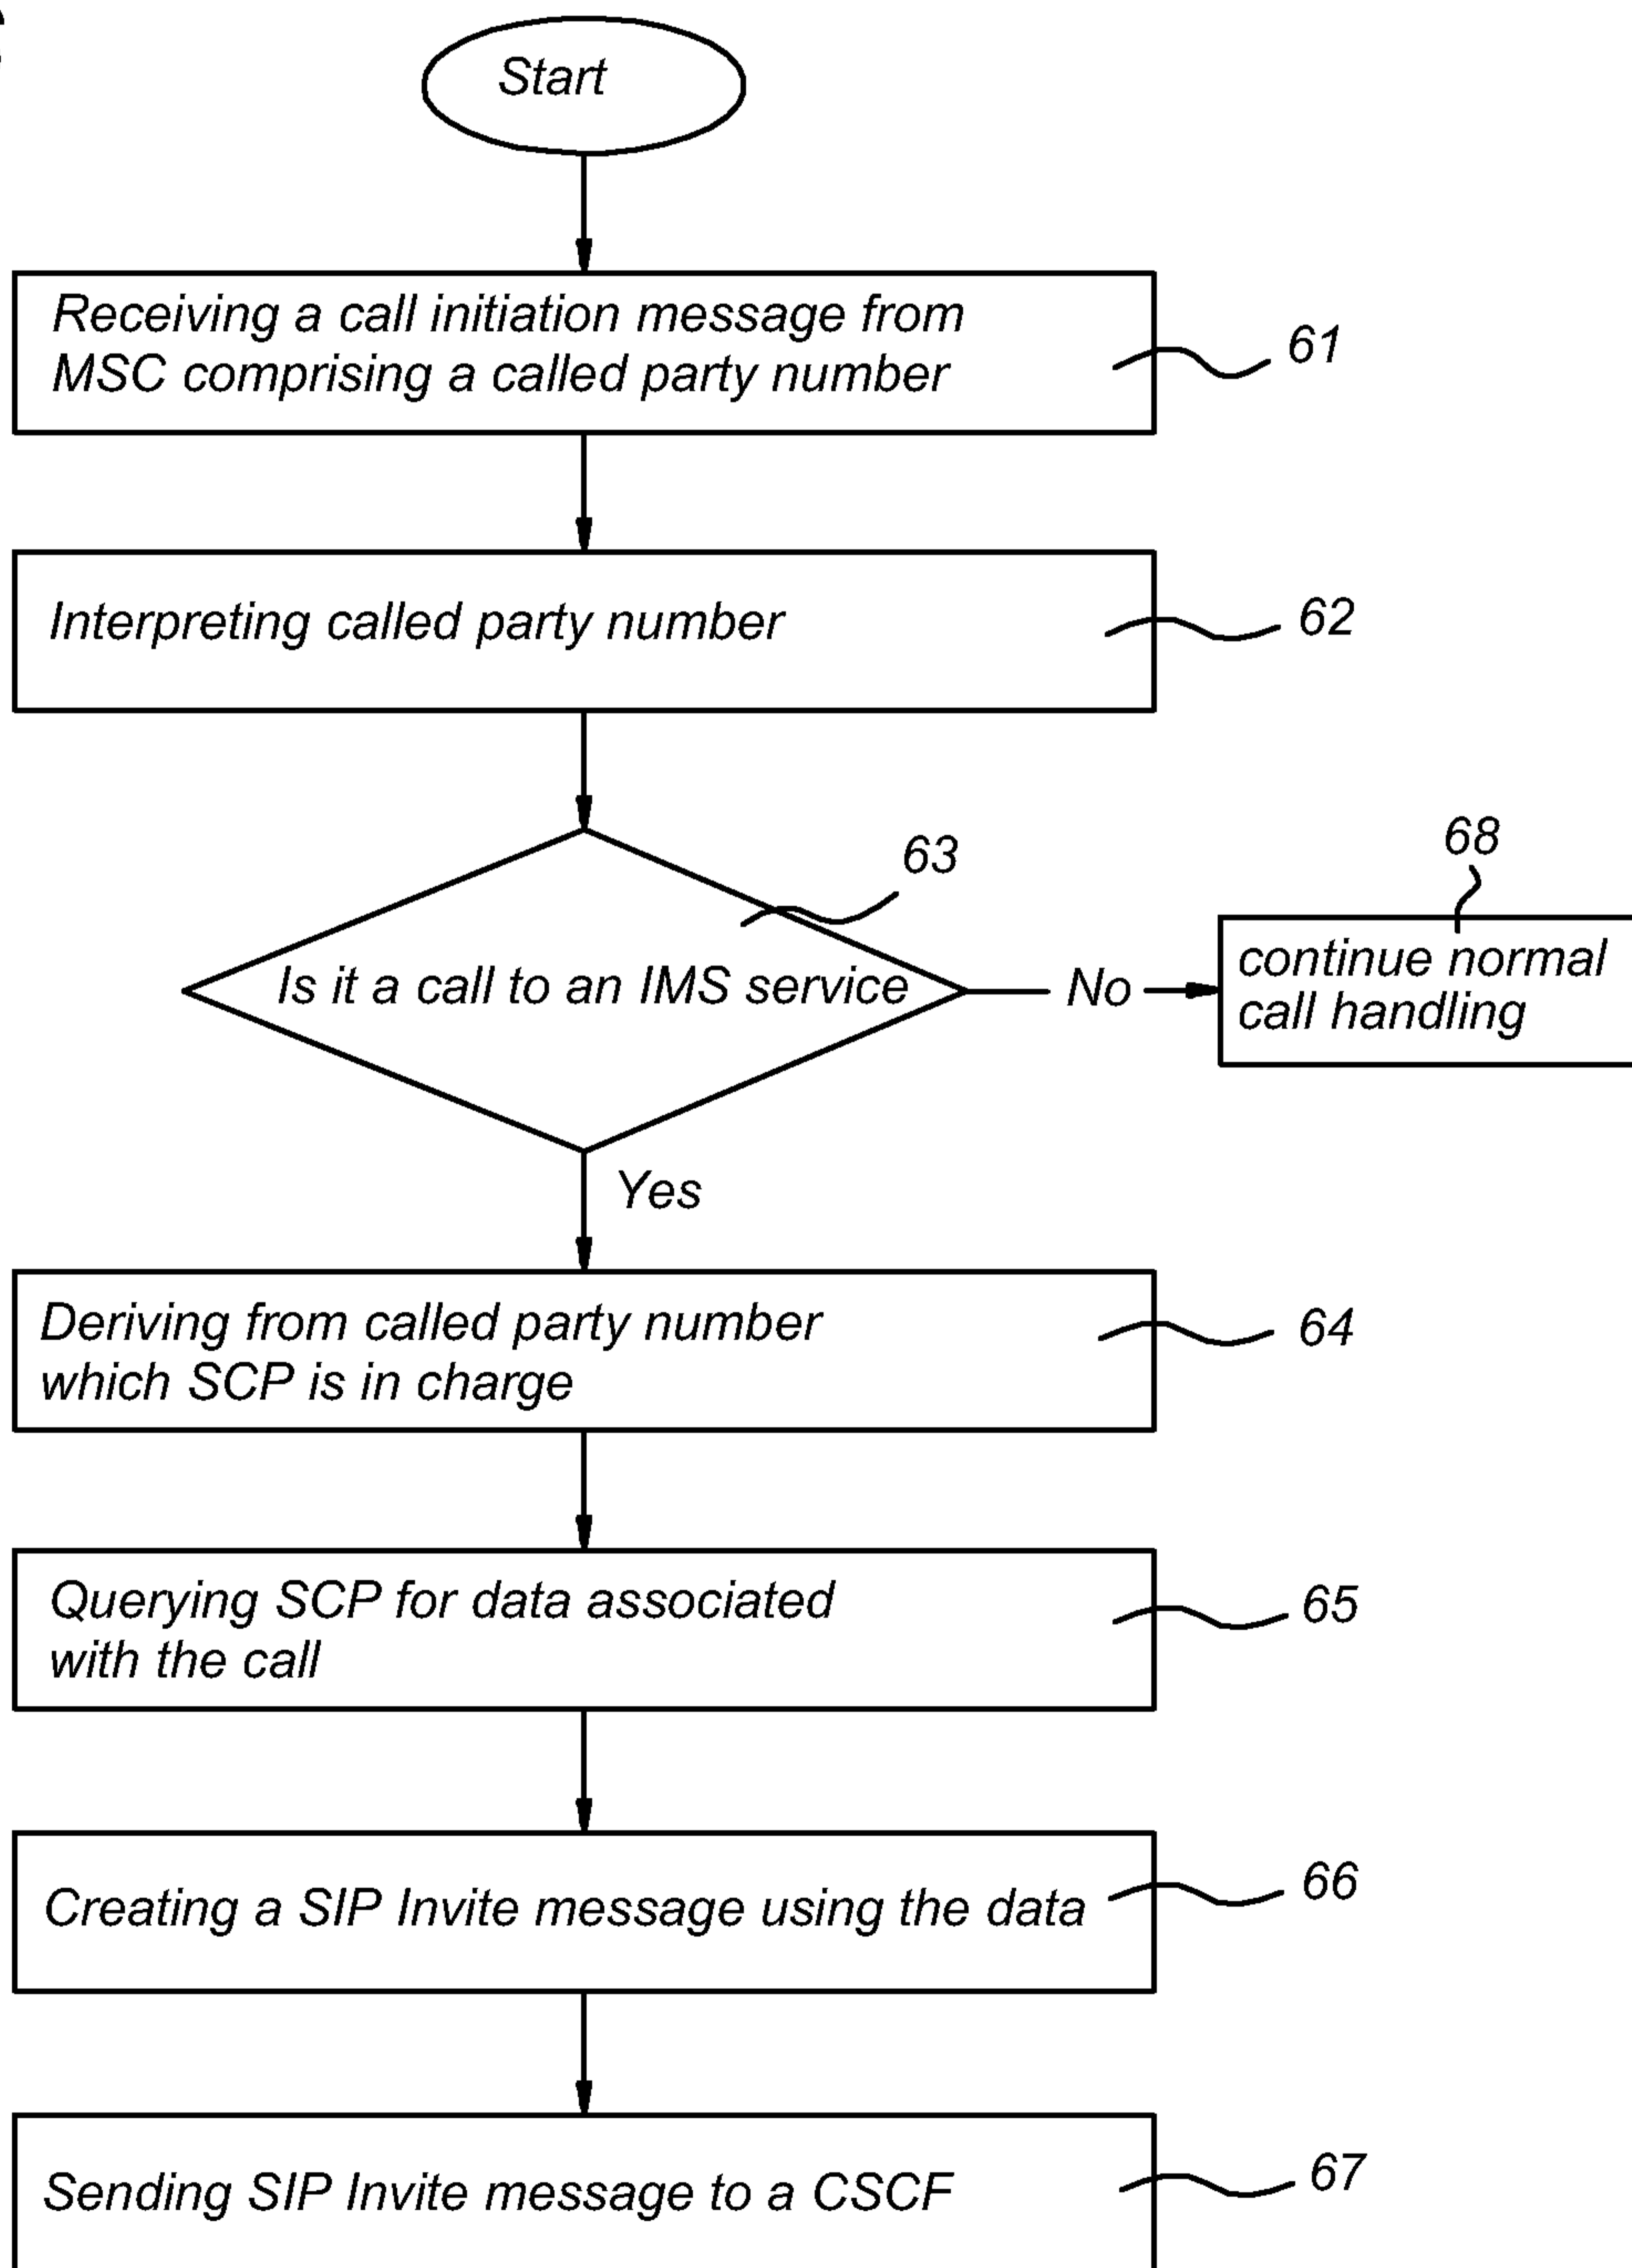 Start
Receiving a call initiation message from
MSC comprising a called party number
61
Interpreting called party number
62
63
Is it a call to an IMS service
No
68
continue normal
call handling
Yes
Deriving from called party number
which SCP is in charge
64
Querying SCP for data associated
with the call
65
Creating a SIP Invite message using the data
66
Sending SIP Invite message to a CSCF
67